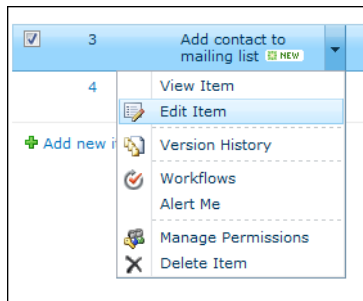 3 Add contact to
mailing list NEW
4 View Item
Edit Item
Add new i Version History
Workflows
Alert Me
Manage Permissions
Delete Item